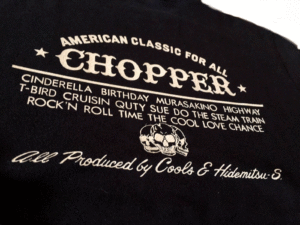 AMERICAN CLASSIC FOR ALL
CHOPPER
CINDERELLA BIRTHDAY MURASAKINO HIGHWAY
T-BIRD CRUISIN QUTY SUE DO THE STEAM TRAIN
ROCK'N ROLL TIME THE COOL LOVE CHANCE
All Produced by Cools & Hidemitsu·S